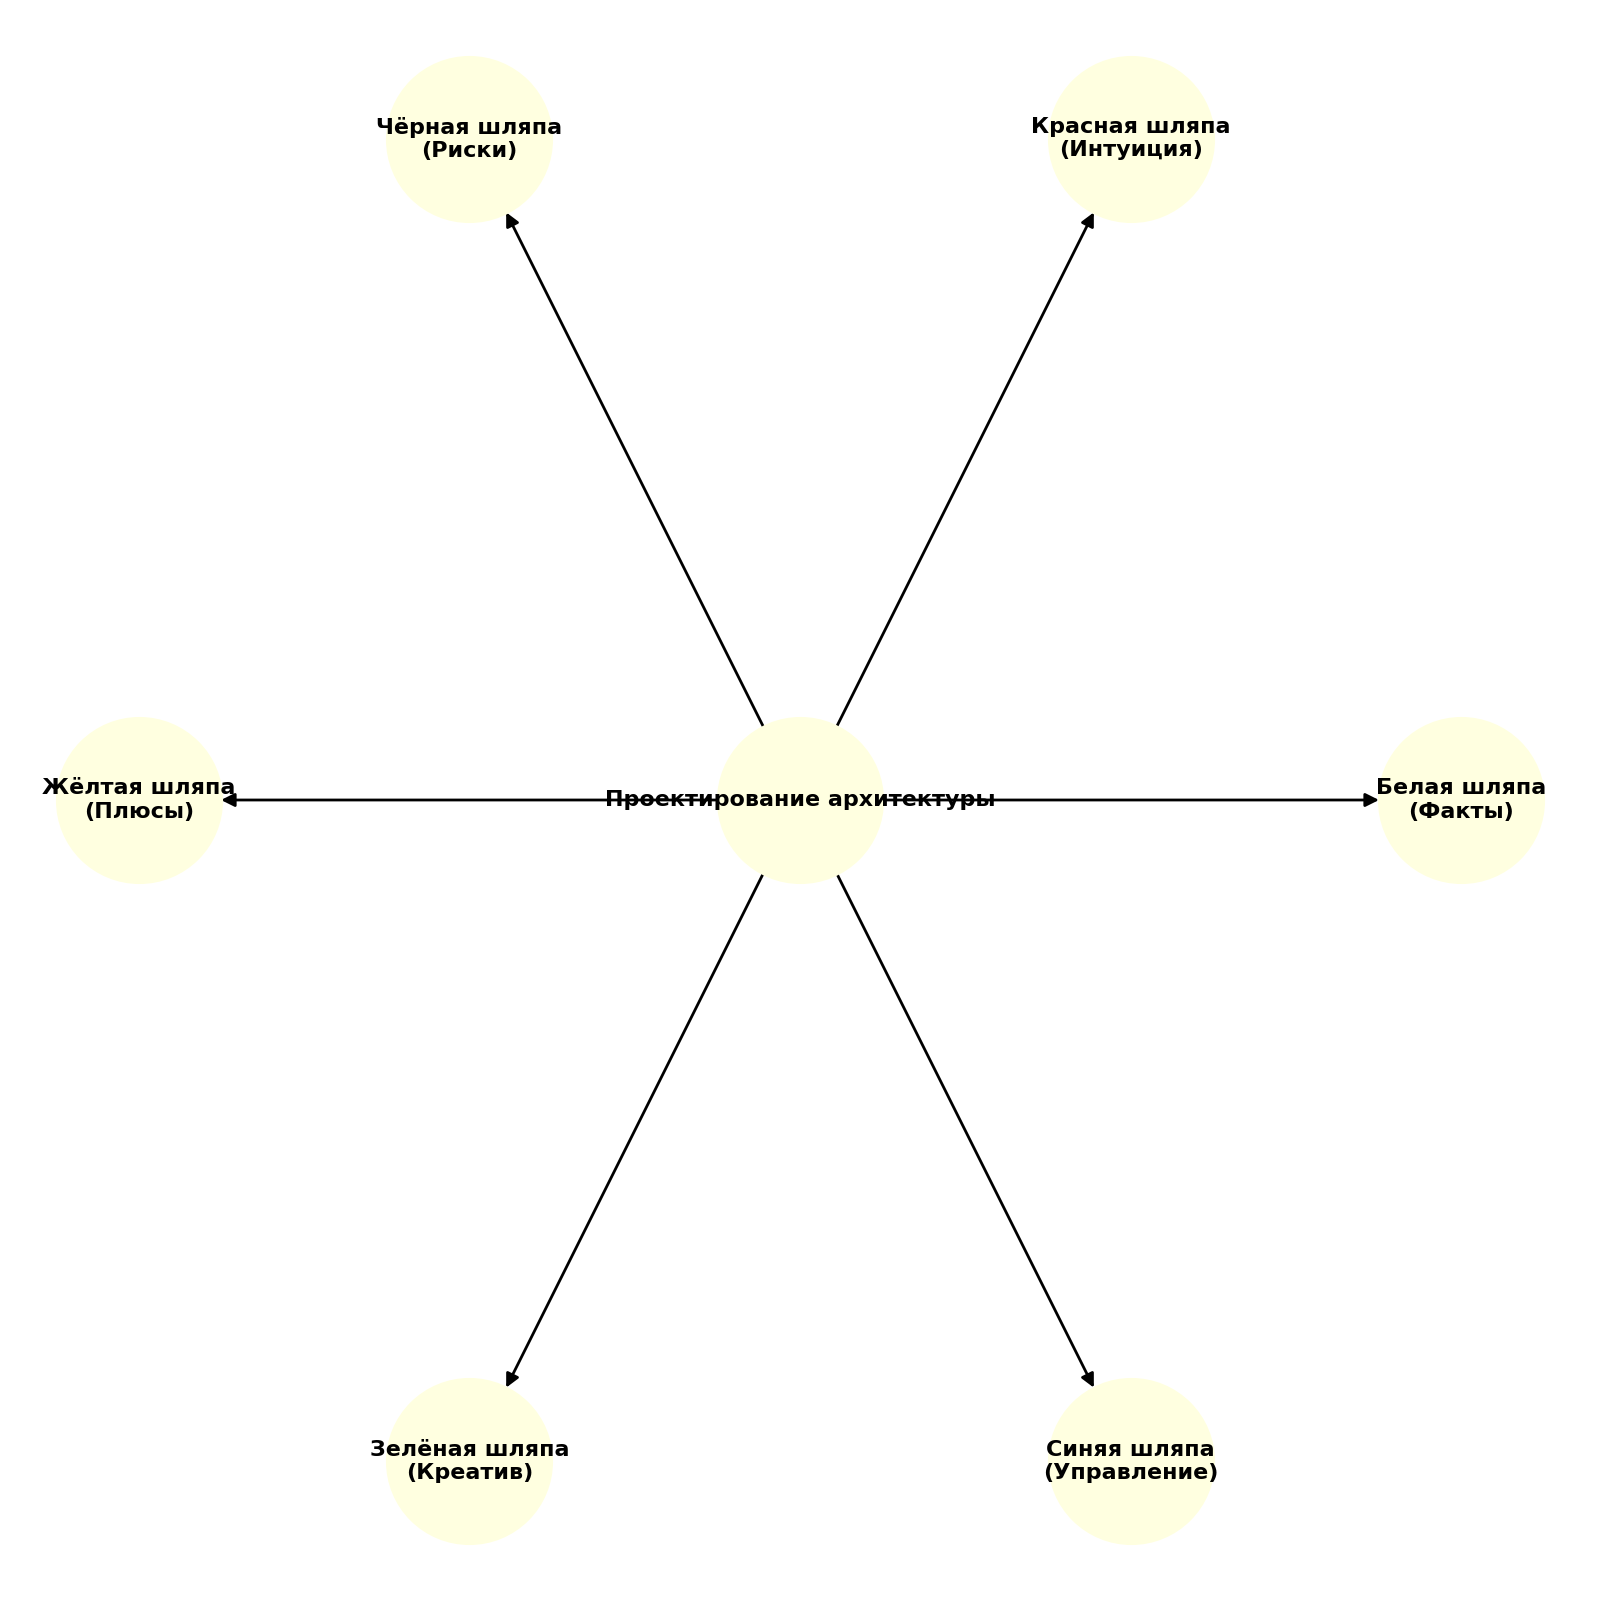 Чёрная шляпа
(Риски)
Красная шляпа
(Интуиция)
Жёлтая шляпа
(Плюсы)
Проектирование архитектуры
Белая шляпа
(Факты)
Зелёная шляпа
(Креатив)
Синяя шляпа
(Управление)